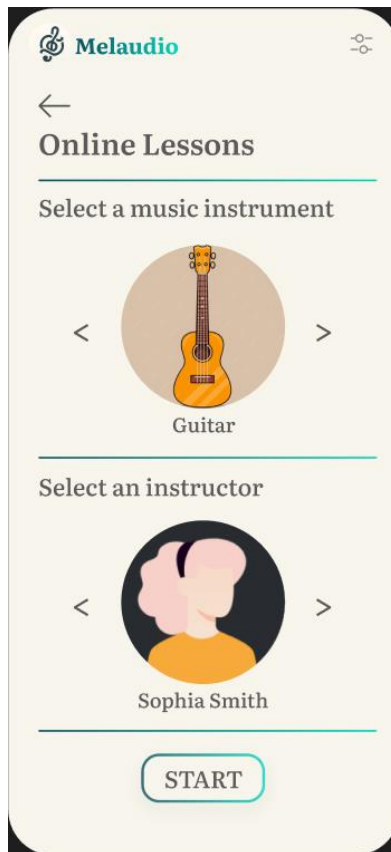 Melaudio
Online Lessons
Select a music instrument
< >
Guitar
Select an instructor
< >
Sophia Smith
START